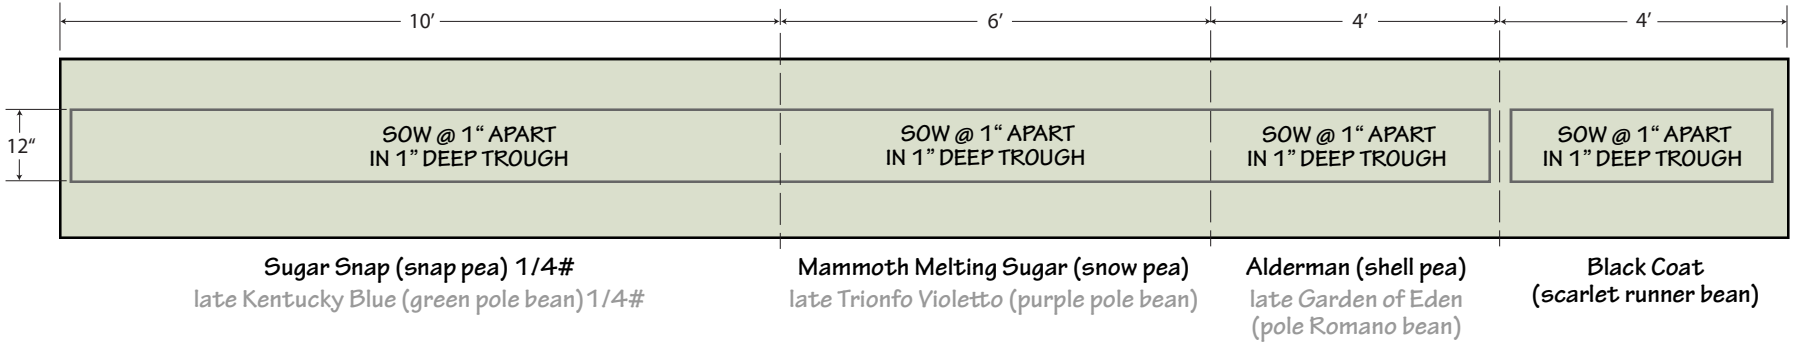 10’
6’
4’
4’
12“
SOW @ 1“ APART
IN 1” DEEP TROUGH
SOW @ 1“ APART
IN 1” DEEP TROUGH
SOW @ 1“ APART
IN 1” DEEP TROUGH
SOW @ 1“ APART
IN 1” DEEP TROUGH
Sugar Snap (snap pea) 1/4#
late Kentucky Blue (green pole bean) 1/4#
Mammoth Melting Sugar (snow pea)
late Trionfo Violetto (purple pole bean)
Alderman (shell pea)
late Garden of Eden
(pole Romano bean)
Black Coat
(scarlet runner bean)